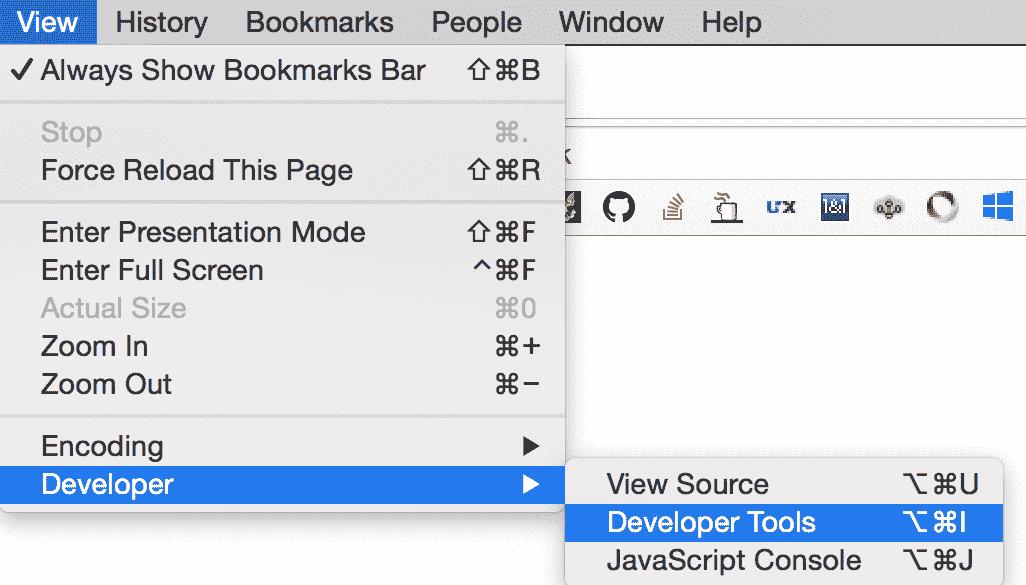 View History Bookmarks People Window Help
✓ Always Show Bookmarks Bar ⇧⌘B
Stop ⌘.
Force Reload This Page ⇧⌘R
k
UX 1&1
Enter Presentation Mode ⇧⌘F
Enter Full Screen ^⌘F
Actual Size ⌘0
Zoom In ⌘+
Zoom Out ⌘−
Encoding ▶
Developer ▶
View Source ⌥⌘U
Developer Tools ⌥⌘I
JavaScript Console ⌥⌘J